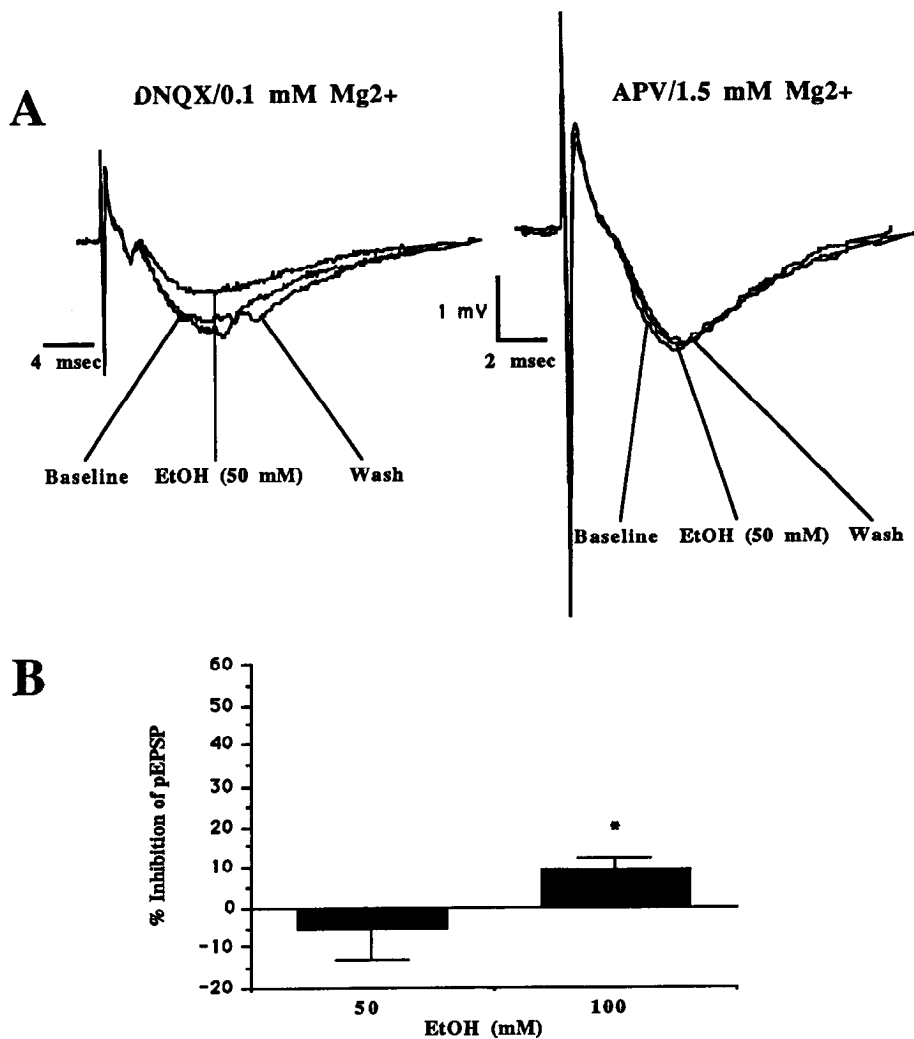 A
DNQX/0.1 mM Mg2+
APV/1.5 mM Mg2+
4 msec
1 mV
2 msec
Baseline EtOH (50 mM) Wash
Baseline EtOH (50 mM) Wash
B
% Inhibition of pEPSP
60
50
40
30
20
10
0
-10
-20
*
50 100
EtOH (mM)